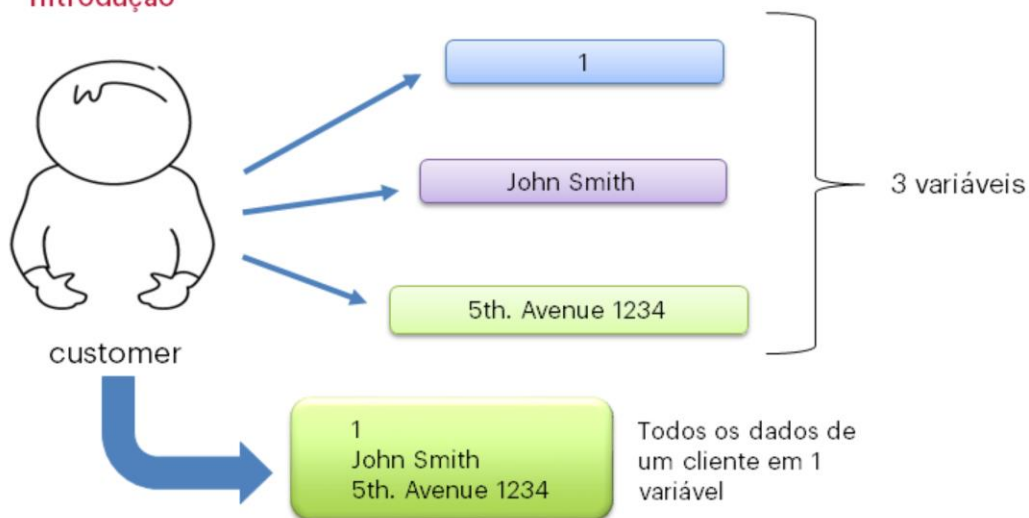 Introdução
1
John Smith
3 variáveis
5th. Avenue 1234
customer
1
John Smith
5th. Avenue 1234
Todos os dados de
um cliente em 1
variável